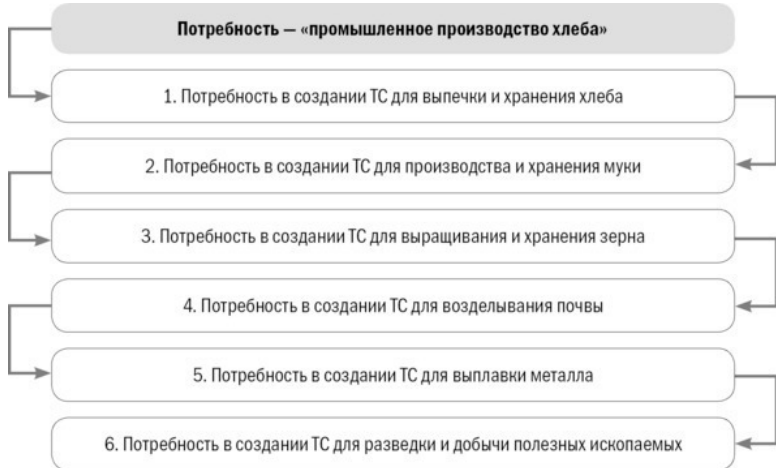 Потребность — «промышленное производство хлеба»
1. Потребность в создании ТС для выпечки и хранения хлеба
2. Потребность в создании ТС для производства и хранения муки
3. Потребность в создании ТС для выращивания и хранения зерна
4. Потребность в создании ТС для возделывания почвы
5. Потребность в создании ТС для выплавки металла
6. Потребность в создании ТС для разведки и добычи полезных ископаемых